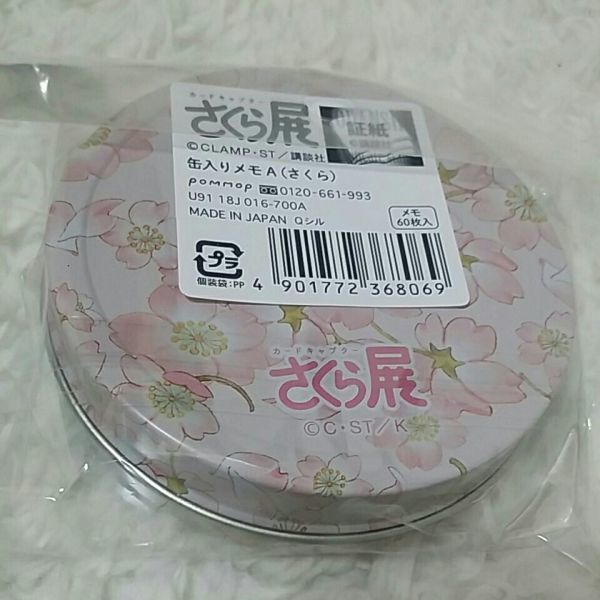 カードキャプター
さくら展
©CLAMP・ST/講談社
証紙
缶入りメモA(さくら)
pommop 0120-661-993
U91 18J 016-700A
MADE IN JAPAN Qシル
メモ
60枚入
プラ
個装袋:PP
4 901772 368069
カードキャプター
さくら展
©C・ST/K